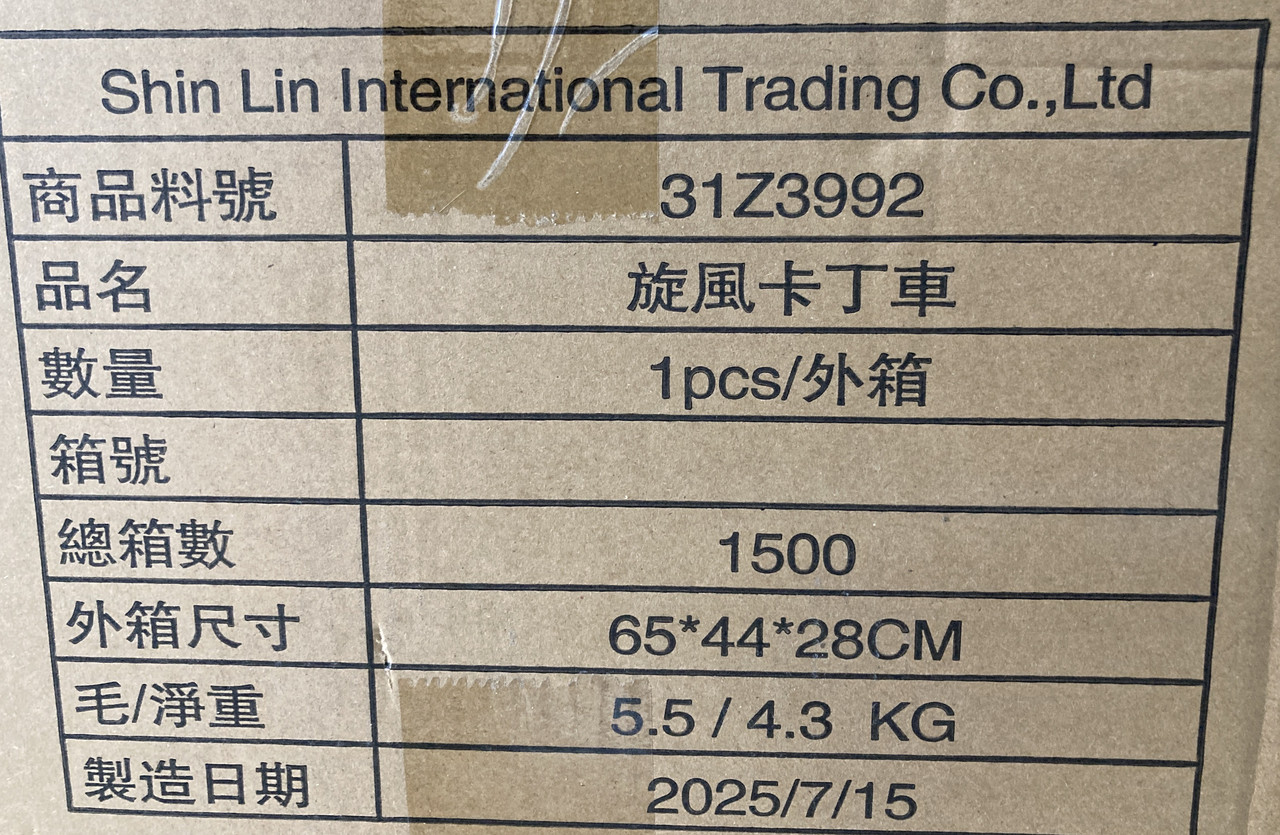 Shin Lin International Trading Co.,Ltd
商品料號 31Z3992
品名 旋風卡丁車
數量 1pcs/外箱
箱號
總箱數 1500
外箱尺寸 65*44*28CM
毛/淨重 5.5 / 4.3 KG
製造日期 2025/7/15